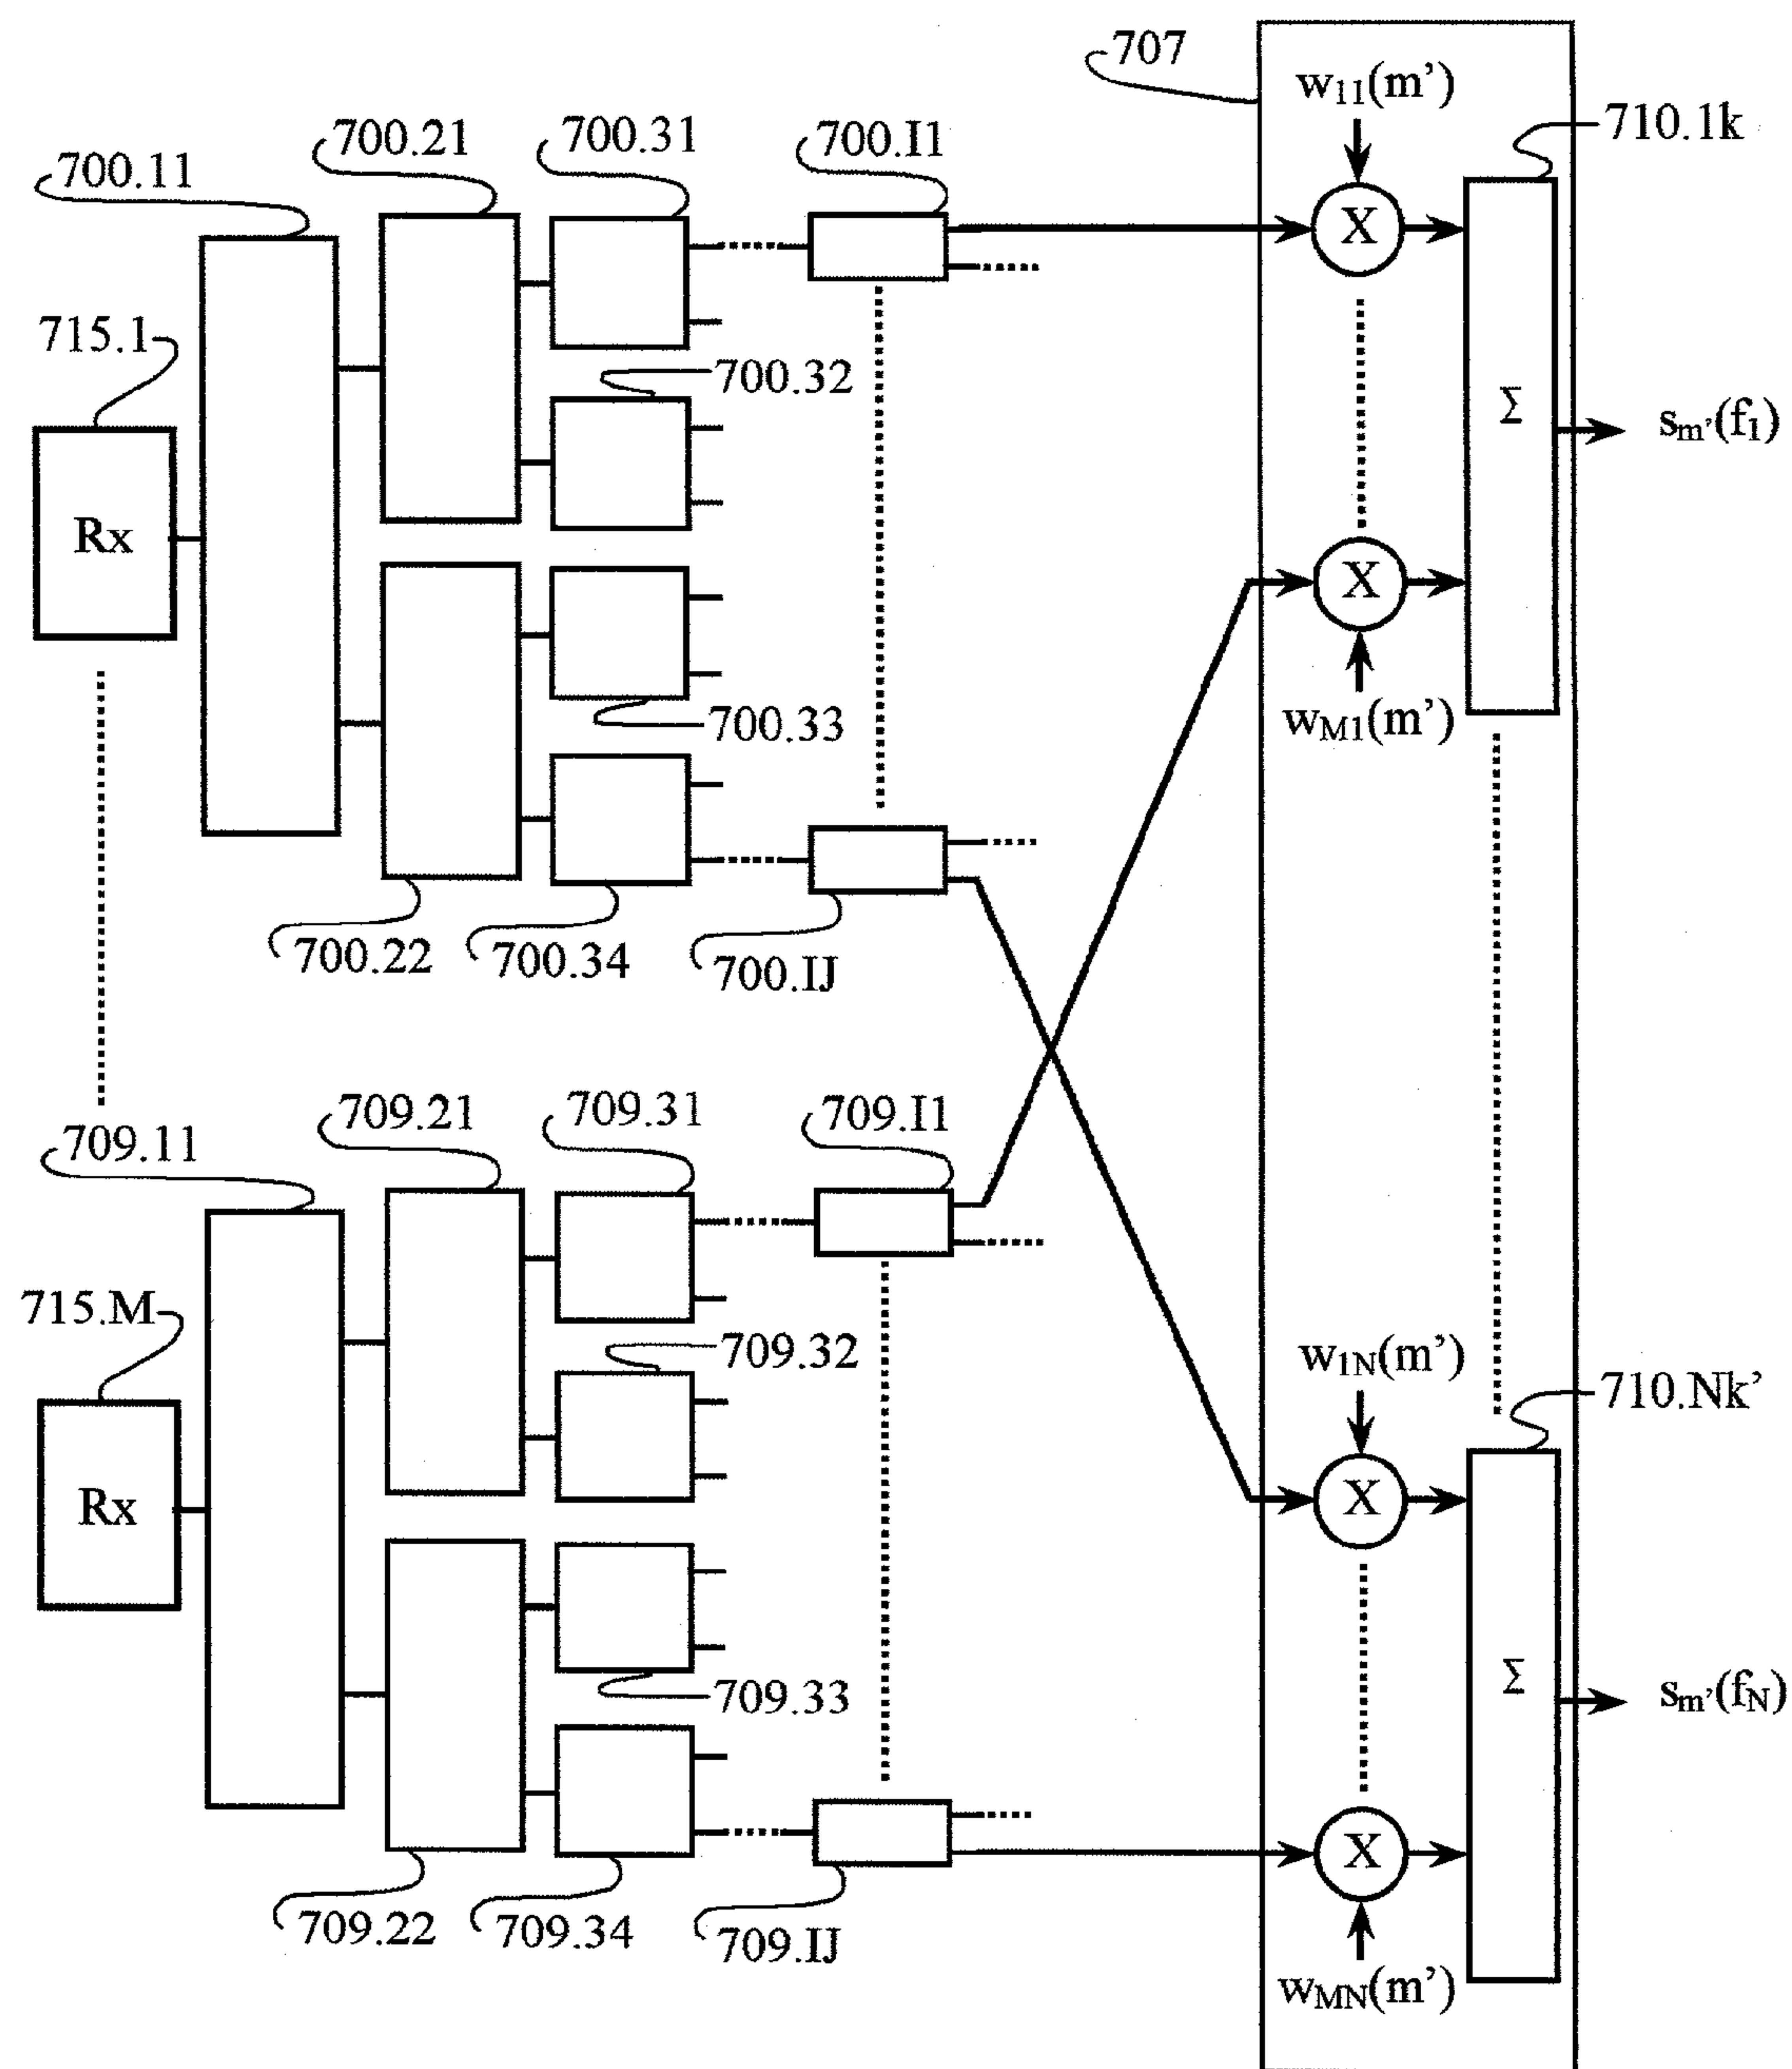 707
w11(m’)
710.1k
700.11
700.21
700.31
700.I1
X
715.1
700.32
Σ
sm’(f1)
Rx
X
700.33
wM1(m’)
700.22
700.34
700.IJ
709.11
709.21
709.31
709.I1
715.M
709.32
w1N(m’)
710.Nk’
Rx
X
709.33
Σ
sm’(fN)
X
709.22
709.34
709.IJ
wMN(m’)